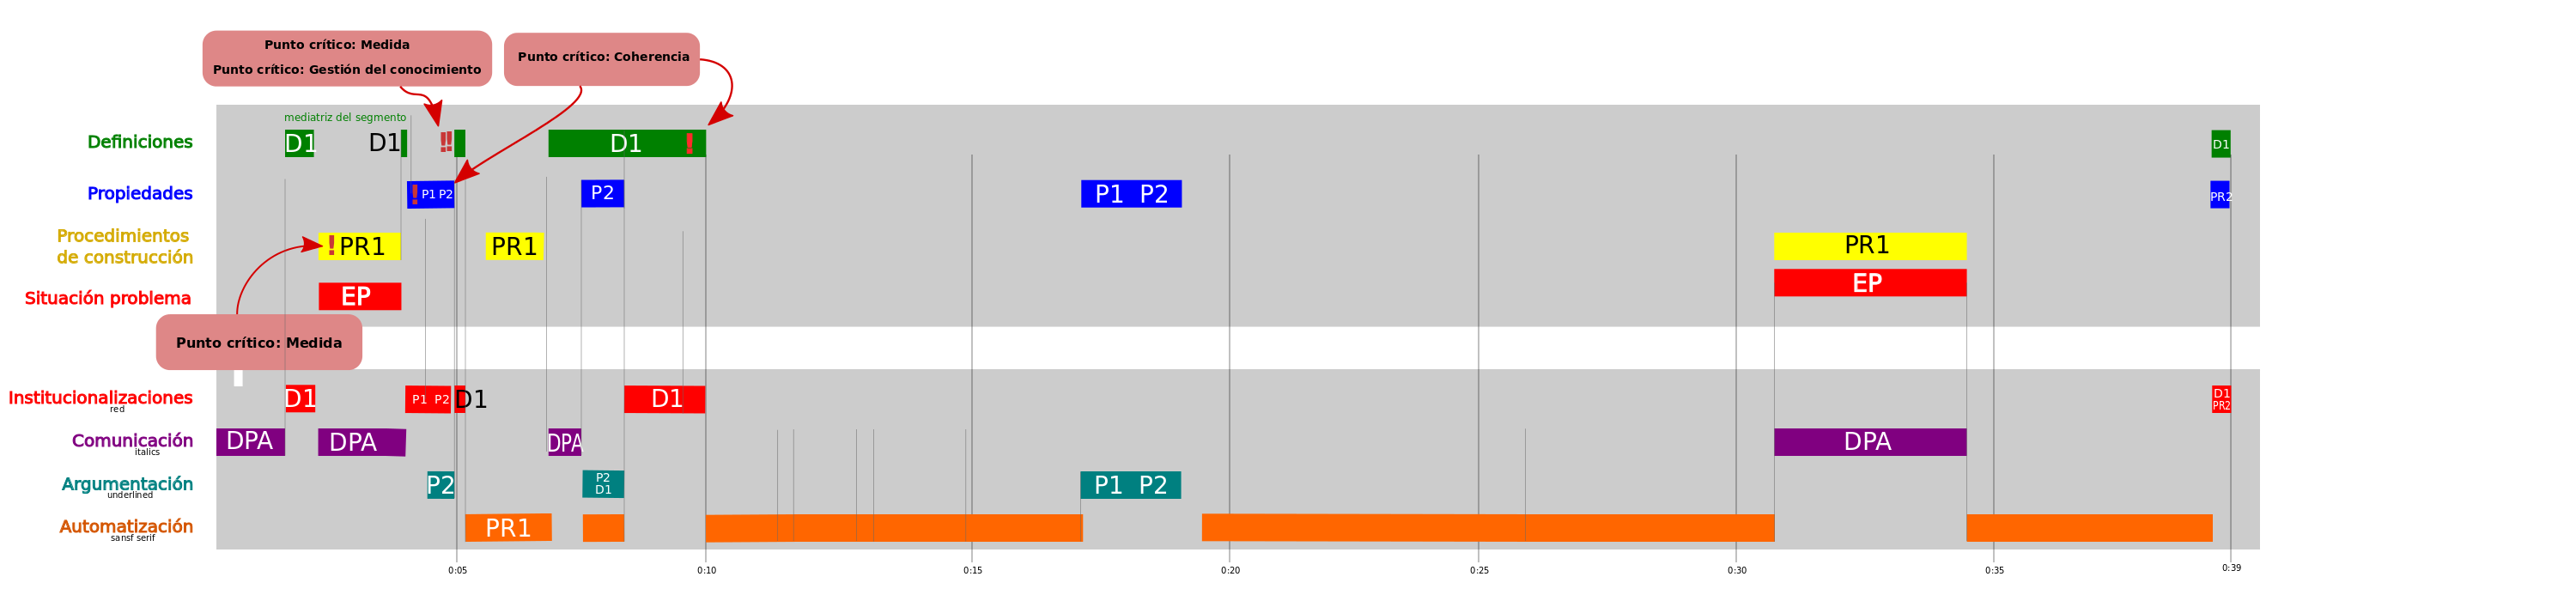 Punto crítico: Medida
Punto crítico: Gestión del conocimiento
Punto crítico: Coherencia
mediatriz del segmento
Definiciones
D1
D1
!!
D1
!
D1
Propiedades
!
P1 P2
P2
P1 P2
PR2
Procedimientos
de construcción
!
PR1
PR1
PR1
Situación problema
EP
EP
Punto crítico: Medida
Institucionalizaciones
red
D1
P1 P2
D1
D1
D1
PR2
Comunicación
italics
DPA
DPA
DPA
DPA
Argumentación
underlined
P2
P2
D1
P1 P2
Automatización
sansf serif
PR1
0:05
0:10
0:15
0:20
0:25
0:30
0:35
0:39